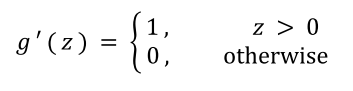 g′(z) = { 1, z > 0
0, otherwise